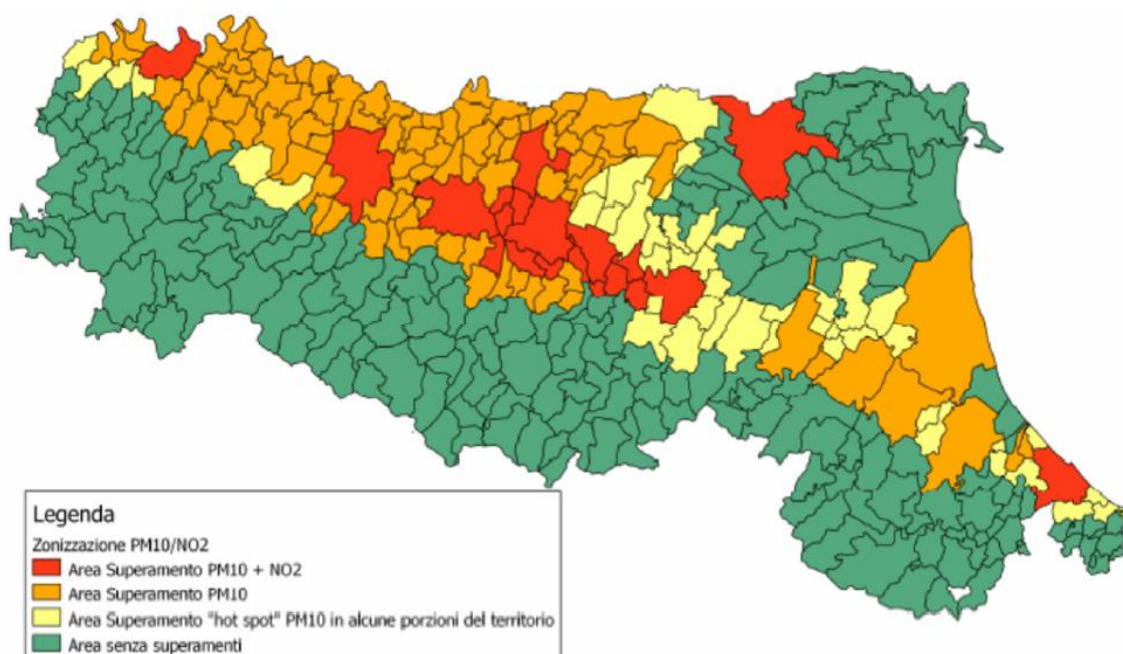 Legenda
Zonizzazione PM10/NO2
Area Superamento PM10 + NO2
Area Superamento PM10
Area Superamento "hot spot" PM10 in alcune porzioni del territorio
Area senza superamenti